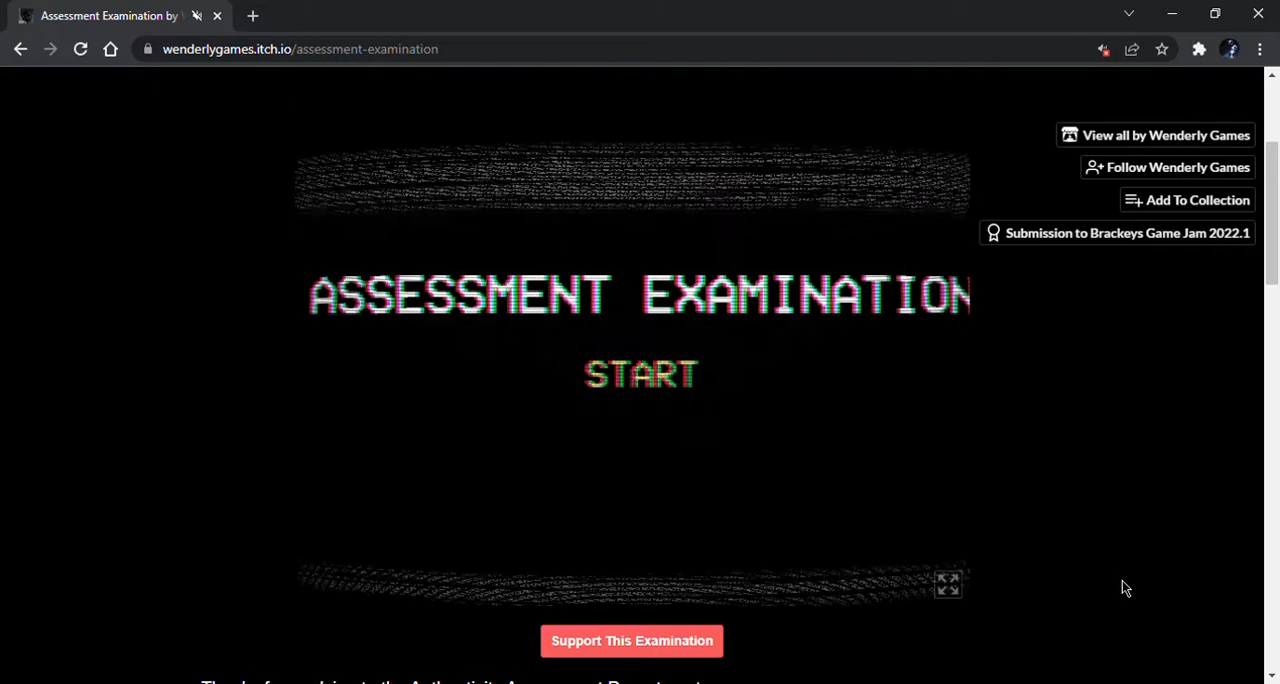 Assessment Examination by
wenderlygames.itch.io/assessment-examination
View all by Wenderly Games
Follow Wenderly Games
Add To Collection
Submission to Brackeys Game Jam 2022.1
ASSESSMENT EXAMINATION
START
Support This Examination